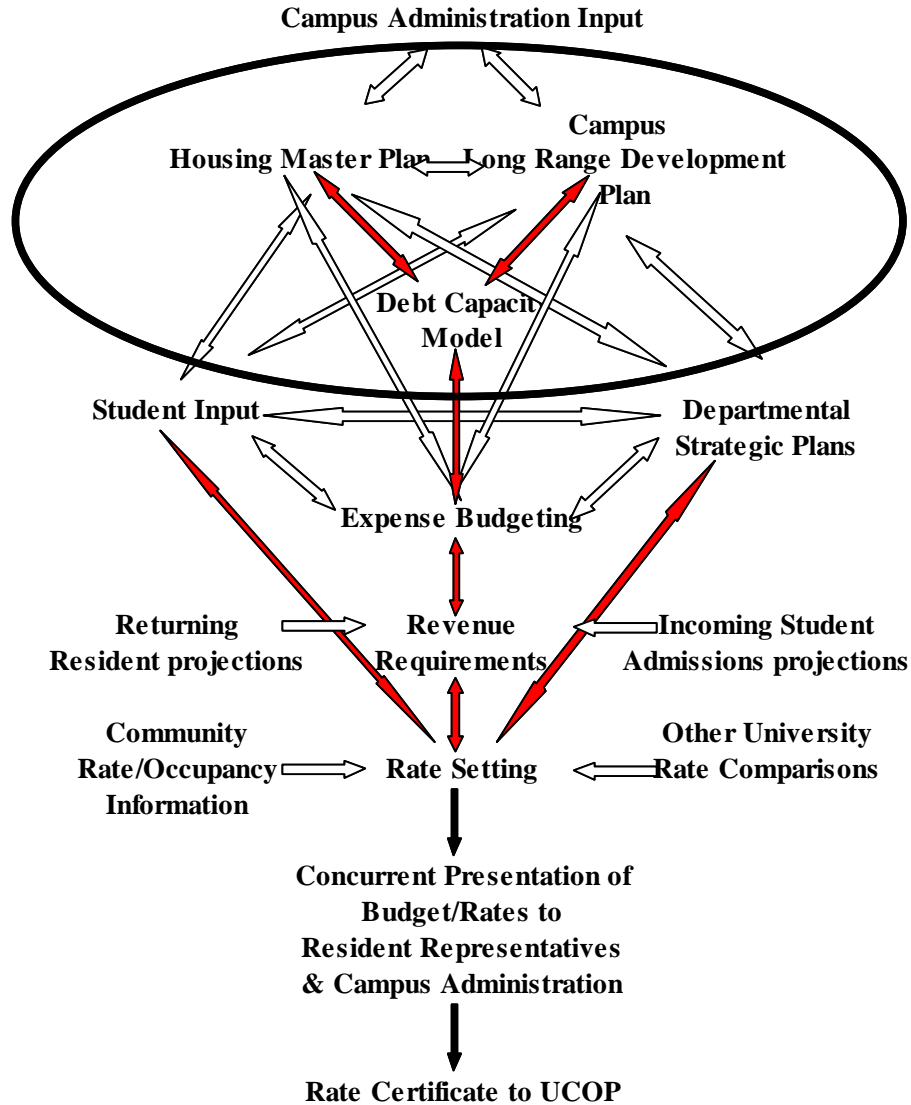 Campus Administration Input
Campus
Housing Master Plan Long Range Development
Plan
Debt Capacit
Model
Student Input
Departmental
Strategic Plans
Expense Budgeting
Returning
Resident projections
Revenue
Requirements
Incoming Student
Admissions projections
Community
Rate/Occupancy
Information
Rate Setting
Other University
Rate Comparisons
Concurrent Presentation of
Budget/Rates to
Resident Representatives
& Campus Administration
Rate Certificate to UCOP